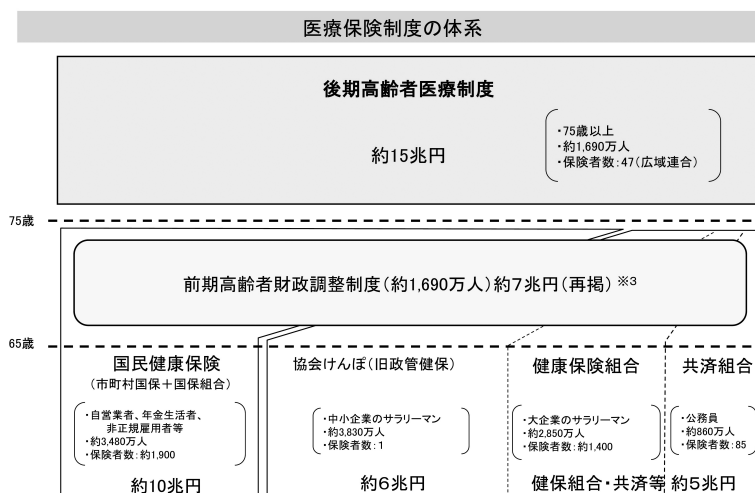 医療保険制度の体系
後期高齢者医療制度
約15兆円
・75歳以上
・約1,690万人
・保険者数:47(広域連合)
75歳
前期高齢者財政調整制度(約1,690万人)約7兆円(再掲) ※3
65歳
国民健康保険
(市町村国保+国保組合)
・自営業者、年金生活者、
非正規雇用者等
・約3,480万人
・保険者数:約1,900
約10兆円
協会けんぽ(旧政管健保)
・中小企業のサラリーマン
・約3,830万人
・保険者数:1
約6兆円
健康保険組合
・大企業のサラリーマン
・約2,850万人
・保険者数:約1,400
共済組合
・公務員
・約860万人
・保険者数:85
健保組合・共済等 約5兆円